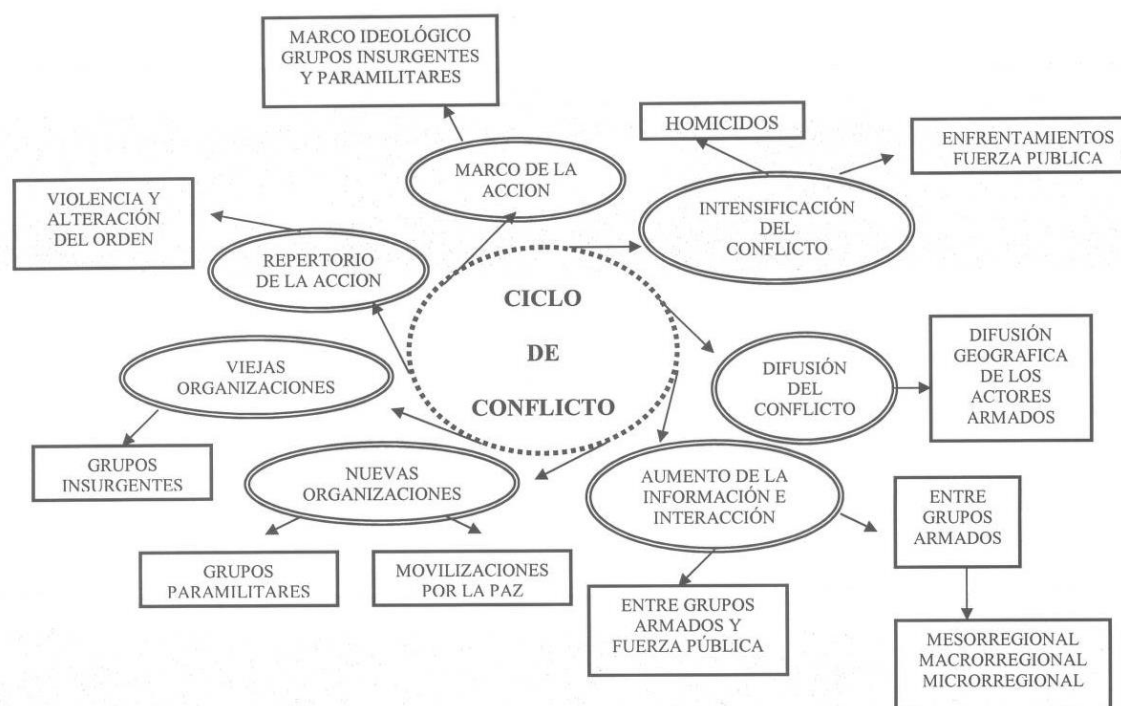 MARCO IDEOLÓGICO
GRUPOS INSURGENTES
Y PARAMILITARES
HOMICIDOS
ENFRENTAMIENTOS
FUERZA PUBLICA
MARCO DE LA
ACCION
VIOLENCIA Y
ALTERACIÓN
DEL ORDEN
INTENSIFICACIÓN
DEL
CONFLICTO
REPERTORIO
DE LA ACCION
CICLO
DE
CONFLICTO
VIEJAS
ORGANIZACIONES
DIFUSIÓN
DEL
CONFLICTO
DIFUSIÓN
GEOGRAFICA
DE LOS
ACTORES
ARMADOS
GRUPOS
INSURGENTES
NUEVAS
ORGANIZACIONES
AUMENTO DE LA
INFORMACIÓN E
INTERACCIÓN
ENTRE
GRUPOS
ARMADOS
GRUPOS
PARAMILITARES
MOVILIZACIONES
POR LA PAZ
ENTRE GRUPOS
ARMADOS Y
FUERZA PÚBLICA
MESORREGIONAL
MACRORREGIONAL
MICRORREGIONAL